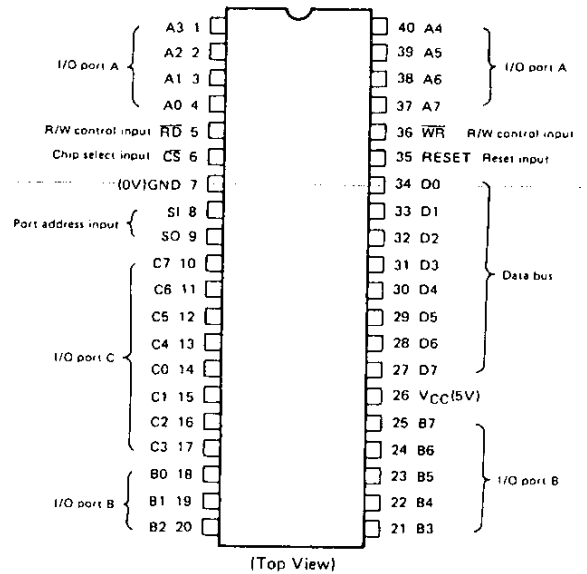 A3 1
A2 2
I/O port A
A1 3
A0 4
R/W control input RD 5
Chip select input CS 6
(0V)GND 7
SI 8
Port address input
SO 9
C7 10
C6 11
C5 12
C4 13
I/O port C
C0 14
C1 15
C2 16
C3 17
B0 18
I/O port B
B1 19
B2 20
40 A4
39 A5
I/O port A
38 A6
37 A7
36 WR R/W control input
35 RESET Reset input
34 D0
33 D1
32 D2
31 D3
Data bus
30 D4
29 D5
28 D6
27 D7
26 VCC(5V)
25 B7
24 B6
23 B5
I/O port B
22 B4
21 B3
(Top View)